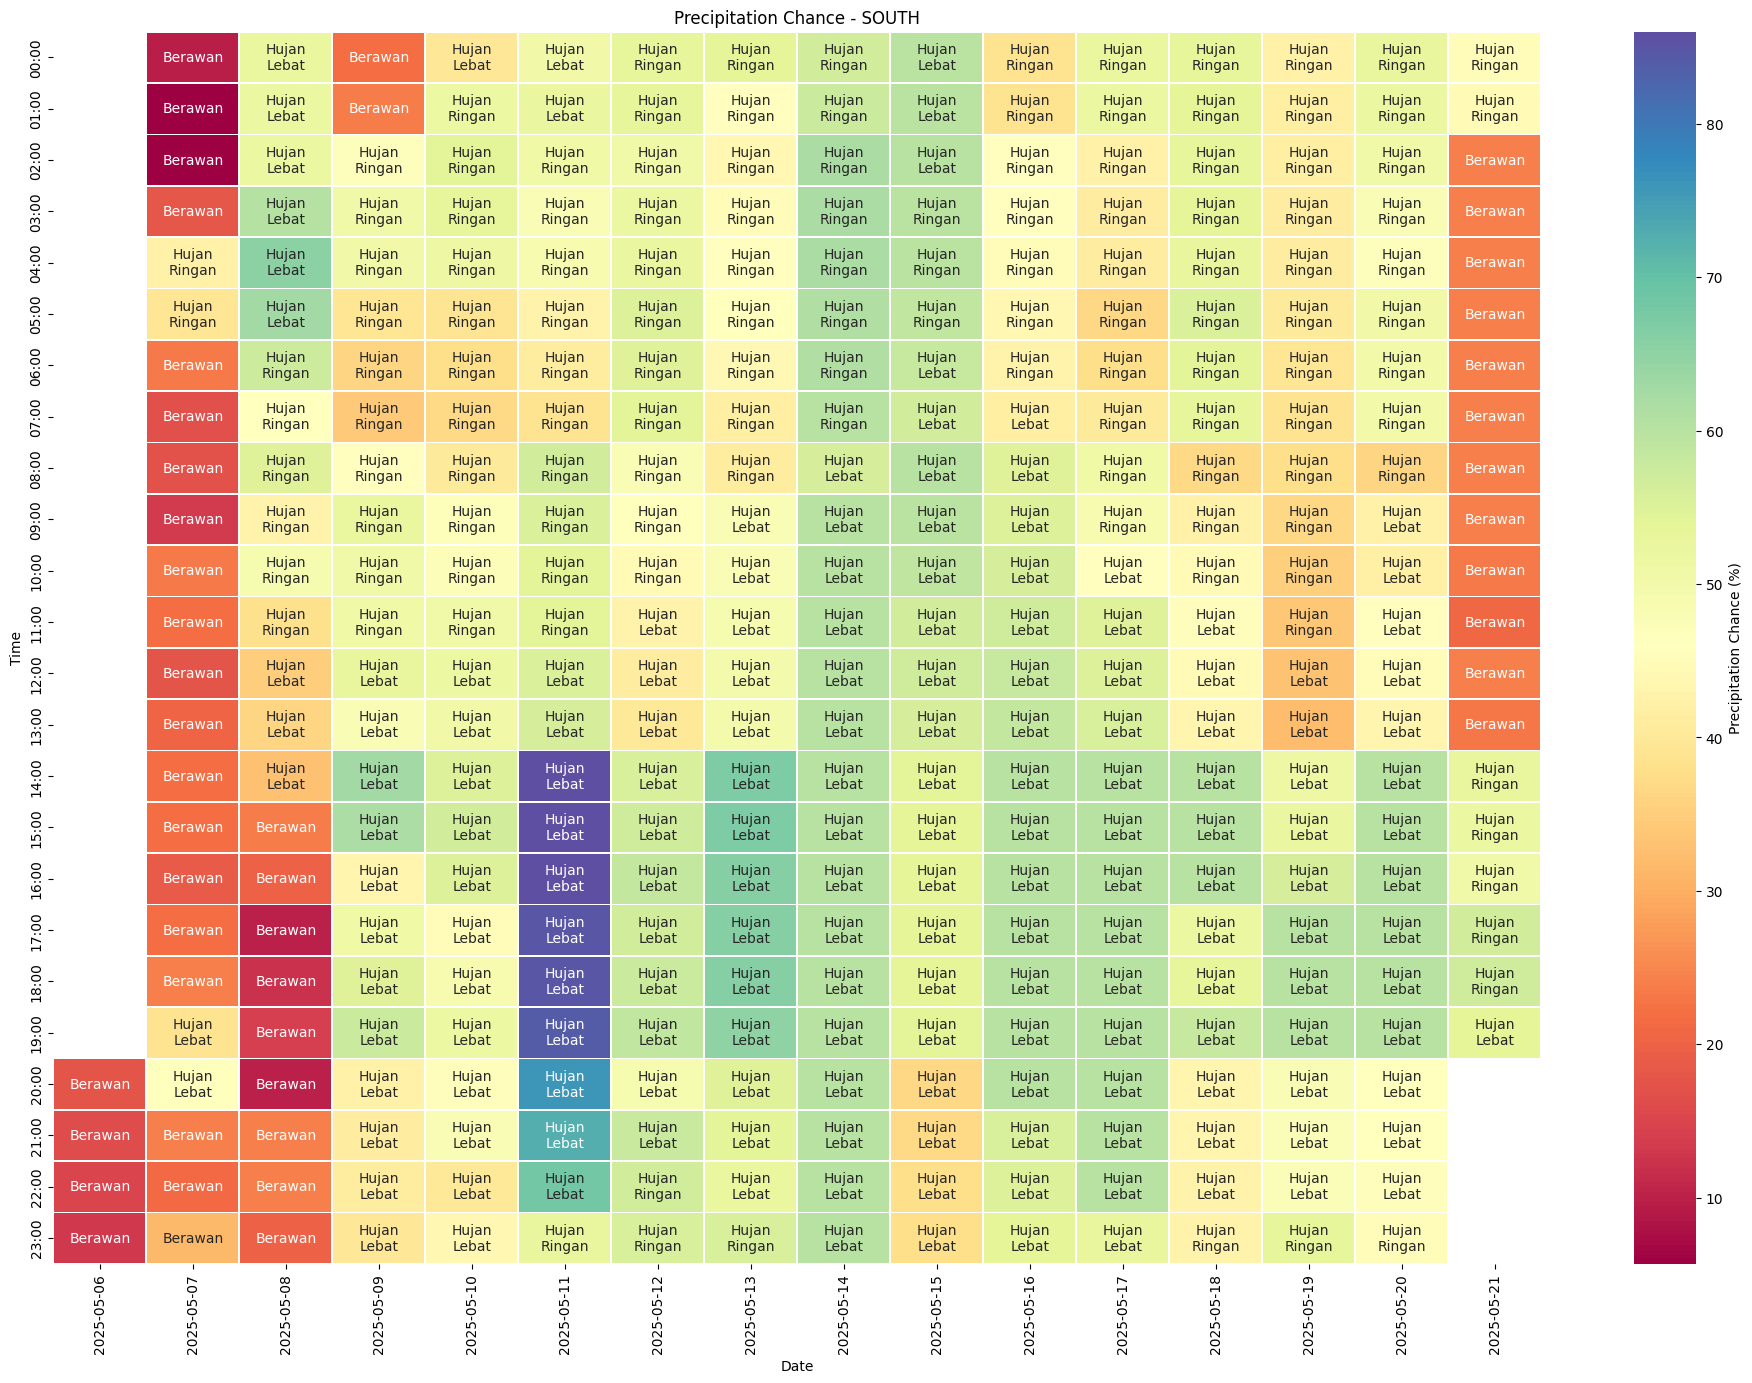 Precipitation Chance - SOUTH
00:00 Berawan Hujan Lebat Berawan Hujan Lebat Hujan Lebat Hujan Ringan Hujan Ringan Hujan Ringan Hujan Lebat Hujan Ringan Hujan Ringan Hujan Ringan Hujan Ringan Hujan Ringan Hujan Ringan
01:00 Berawan Hujan Lebat Berawan Hujan Ringan Hujan Lebat Hujan Ringan Hujan Ringan Hujan Ringan Hujan Lebat Hujan Ringan Hujan Ringan Hujan Ringan Hujan Ringan Hujan Ringan Hujan Ringan
02:00 Berawan Hujan Lebat Hujan Ringan Hujan Ringan Hujan Ringan Hujan Ringan Hujan Ringan Hujan Ringan Hujan Lebat Hujan Ringan Hujan Ringan Hujan Ringan Hujan Ringan Hujan Ringan Berawan
03:00 Berawan Hujan Lebat Hujan Ringan Hujan Ringan Hujan Ringan Hujan Ringan Hujan Ringan Hujan Ringan Hujan Ringan Hujan Ringan Hujan Ringan Hujan Ringan Hujan Ringan Hujan Ringan Berawan
04:00 Hujan Ringan Hujan Lebat Hujan Ringan Hujan Ringan Hujan Ringan Hujan Ringan Hujan Ringan Hujan Ringan Hujan Ringan Hujan Ringan Hujan Ringan Hujan Ringan Hujan Ringan Hujan Ringan Berawan
05:00 Hujan Ringan Hujan Lebat Hujan Ringan Hujan Ringan Hujan Ringan Hujan Ringan Hujan Ringan Hujan Ringan Hujan Ringan Hujan Ringan Hujan Ringan Hujan Ringan Hujan Ringan Hujan Ringan Berawan
06:00 Berawan Hujan Ringan Hujan Ringan Hujan Ringan Hujan Ringan Hujan Ringan Hujan Ringan Hujan Ringan Hujan Lebat Hujan Ringan Hujan Ringan Hujan Ringan Hujan Ringan Hujan Ringan Berawan
07:00 Berawan Hujan Ringan Hujan Ringan Hujan Ringan Hujan Ringan Hujan Ringan Hujan Ringan Hujan Ringan Hujan Lebat Hujan Lebat Hujan Ringan Hujan Ringan Hujan Ringan Hujan Ringan Berawan
08:00 Berawan Hujan Ringan Hujan Ringan Hujan Ringan Hujan Ringan Hujan Ringan Hujan Ringan Hujan Lebat Hujan Lebat Hujan Lebat Hujan Ringan Hujan Ringan Hujan Ringan Hujan Ringan Berawan
09:00 Berawan Hujan Ringan Hujan Ringan Hujan Ringan Hujan Ringan Hujan Ringan Hujan Lebat Hujan Lebat Hujan Lebat Hujan Lebat Hujan Ringan Hujan Ringan Hujan Ringan Hujan Lebat Berawan
10:00 Berawan Hujan Ringan Hujan Ringan Hujan Ringan Hujan Ringan Hujan Ringan Hujan Lebat Hujan Lebat Hujan Lebat Hujan Lebat Hujan Lebat Hujan Ringan Hujan Ringan Hujan Lebat Berawan
11:00 Berawan Hujan Ringan Hujan Ringan Hujan Ringan Hujan Ringan Hujan Lebat Hujan Lebat Hujan Lebat Hujan Lebat Hujan Lebat Hujan Lebat Hujan Lebat Hujan Ringan Hujan Lebat Berawan
12:00 Berawan Hujan Lebat Hujan Lebat Hujan Lebat Hujan Lebat Hujan Lebat Hujan Lebat Hujan Lebat Hujan Lebat Hujan Lebat Hujan Lebat Hujan Lebat Hujan Lebat Hujan Lebat Berawan
13:00 Berawan Hujan Lebat Hujan Lebat Hujan Lebat Hujan Lebat Hujan Lebat Hujan Lebat Hujan Lebat Hujan Lebat Hujan Lebat Hujan Lebat Hujan Lebat Hujan Lebat Hujan Lebat Berawan
14:00 Berawan Hujan Lebat Hujan Lebat Hujan Lebat Hujan Lebat Hujan Lebat Hujan Lebat Hujan Lebat Hujan Lebat Hujan Lebat Hujan Lebat Hujan Lebat Hujan Lebat Hujan Lebat Hujan Ringan
15:00 Berawan Berawan Hujan Lebat Hujan Lebat Hujan Lebat Hujan Lebat Hujan Lebat Hujan Lebat Hujan Lebat Hujan Lebat Hujan Lebat Hujan Lebat Hujan Lebat Hujan Lebat Hujan Ringan
16:00 Berawan Berawan Hujan Lebat Hujan Lebat Hujan Lebat Hujan Lebat Hujan Lebat Hujan Lebat Hujan Lebat Hujan Lebat Hujan Lebat Hujan Lebat Hujan Lebat Hujan Lebat Hujan Ringan
17:00 Berawan Berawan Hujan Lebat Hujan Lebat Hujan Lebat Hujan Lebat Hujan Lebat Hujan Lebat Hujan Lebat Hujan Lebat Hujan Lebat Hujan Lebat Hujan Lebat Hujan Lebat Hujan Ringan
18:00 Berawan Berawan Hujan Lebat Hujan Lebat Hujan Lebat Hujan Lebat Hujan Lebat Hujan Lebat Hujan Lebat Hujan Lebat Hujan Lebat Hujan Lebat Hujan Lebat Hujan Lebat Hujan Ringan
19:00 Hujan Lebat Berawan Hujan Lebat Hujan Lebat Hujan Lebat Hujan Lebat Hujan Lebat Hujan Lebat Hujan Lebat Hujan Lebat Hujan Lebat Hujan Lebat Hujan Lebat Hujan Lebat Hujan Lebat
20:00 Berawan Hujan Lebat Berawan Hujan Lebat Hujan Lebat Hujan Lebat Hujan Lebat Hujan Lebat Hujan Lebat Hujan Lebat Hujan Lebat Hujan Lebat Hujan Lebat Hujan Lebat Hujan Lebat
21:00 Berawan Berawan Berawan Hujan Lebat Hujan Lebat Hujan Lebat Hujan Lebat Hujan Lebat Hujan Lebat Hujan Lebat Hujan Lebat Hujan Lebat Hujan Lebat Hujan Lebat Hujan Lebat
22:00 Berawan Berawan Berawan Hujan Lebat Hujan Lebat Hujan Lebat Hujan Ringan Hujan Lebat Hujan Lebat Hujan Lebat Hujan Lebat Hujan Lebat Hujan Lebat Hujan Lebat Hujan Lebat
23:00 Berawan Berawan Berawan Hujan Lebat Hujan Lebat Hujan Ringan Hujan Ringan Hujan Ringan Hujan Lebat Hujan Lebat Hujan Lebat Hujan Lebat Hujan Ringan Hujan Ringan Hujan Ringan
Time
2025-05-06 2025-05-07 2025-05-08 2025-05-09 2025-05-10 2025-05-11 2025-05-12 2025-05-13 2025-05-14 2025-05-15 2025-05-16 2025-05-17 2025-05-18 2025-05-19 2025-05-20 2025-05-21
Date
80
70
60
50
40
30
20
10
Precipitation Chance (%)